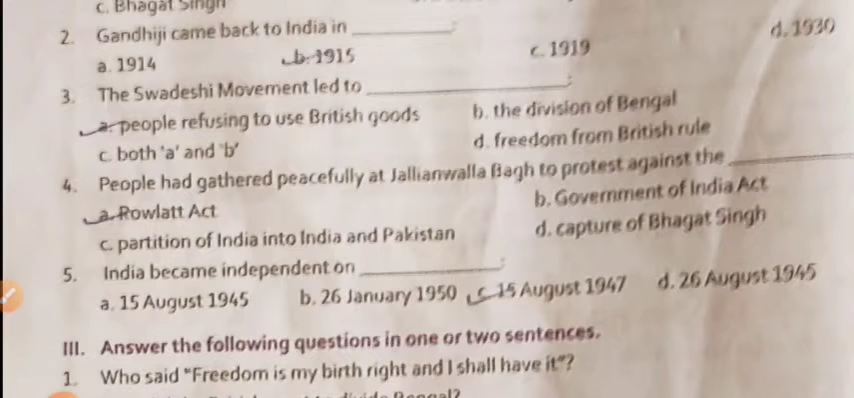 c. Bhagat Singh
2. Gandhiji came back to India in __________:
a. 1914 b. 1915 c. 1919 d. 1930
3. The Swadeshi Movement led to __________________:
a. people refusing to use British goods b. the division of Bengal
c. both 'a' and 'b' d. freedom from British rule
4. People had gathered peacefully at Jallianwalla Bagh to protest against the __________
a. Rowlatt Act b. Government of India Act
c. partition of India into India and Pakistan d. capture of Bhagat Singh
5. India became independent on ____________:
a. 15 August 1945 b. 26 January 1950 c. 15 August 1947 d. 26 August 1945
III. Answer the following questions in one or two sentences.
1. Who said "Freedom is my birth right and I shall have it"?
Bengal?